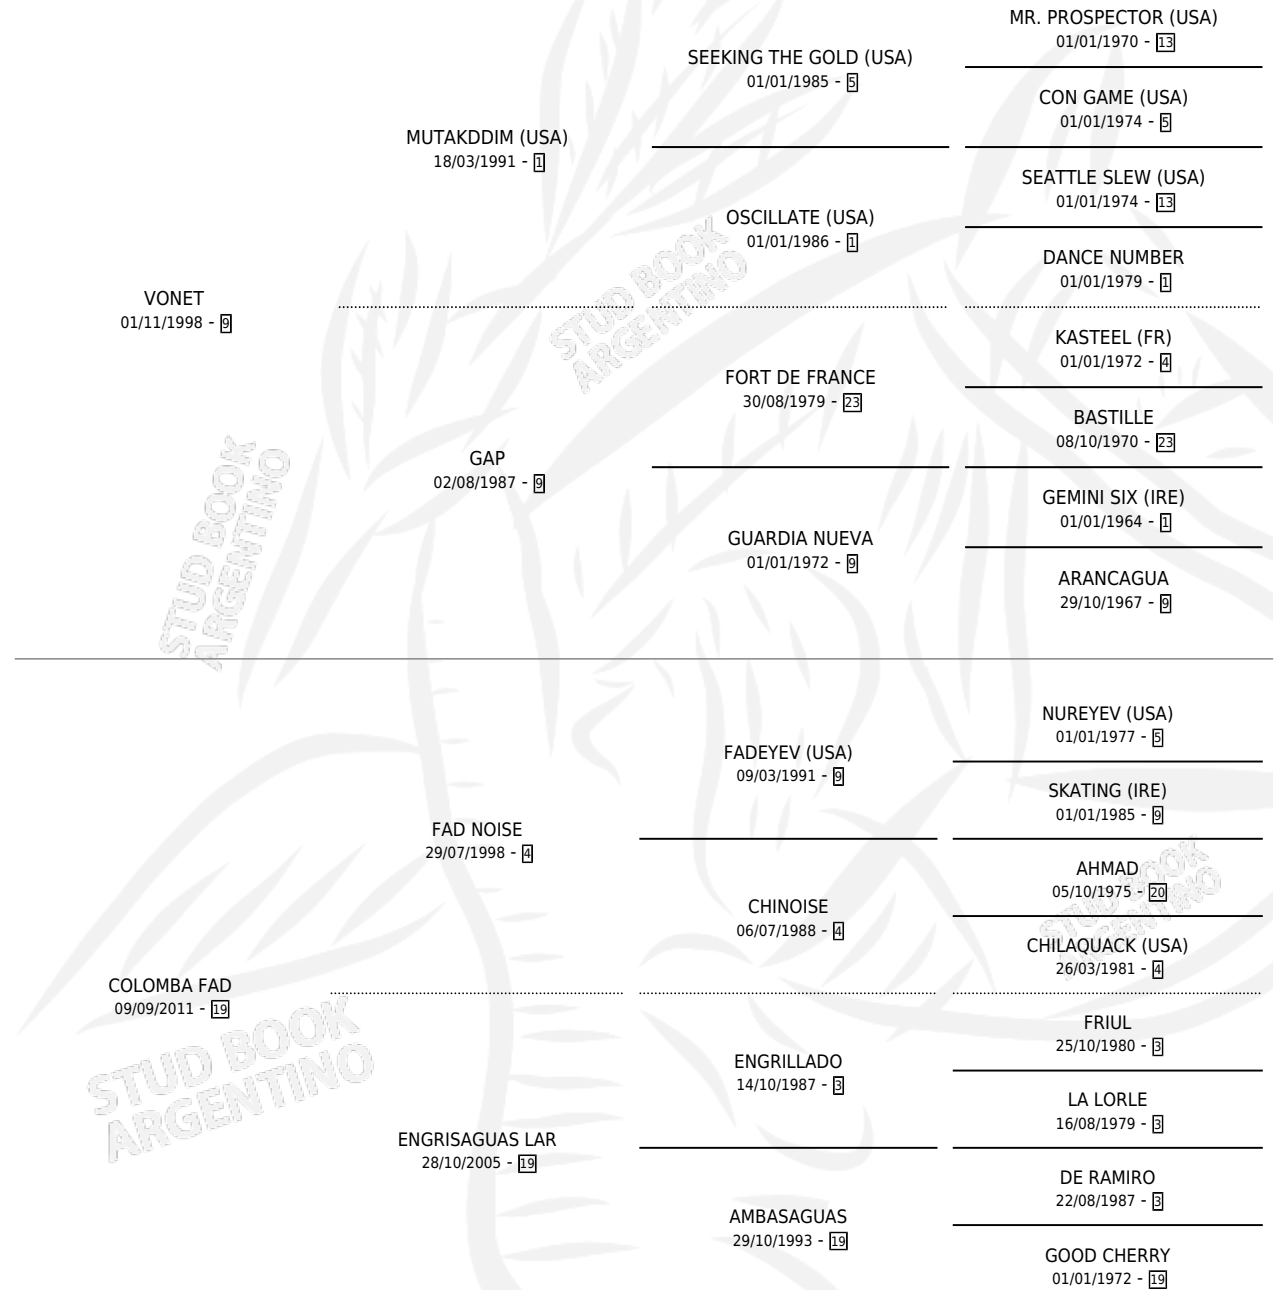 VONET
01/11/1998 - 9
MUTAKDDIM (USA)
18/03/1991 - 1
GAP
02/08/1987 - 9
SEEKING THE GOLD (USA)
01/01/1985 - 5
OSCILLATE (USA)
01/01/1986 - 1
FORT DE FRANCE
30/08/1979 - 23
GUARDIA NUEVA
01/01/1972 - 9
MR. PROSPECTOR (USA)
01/01/1970 - 13
CON GAME (USA)
01/01/1974 - 5
SEATTLE SLEW (USA)
01/01/1974 - 13
DANCE NUMBER
01/01/1979 - 1
KASTEEL (FR)
01/01/1972 - 4
BASTILLE
08/10/1970 - 23
GEMINI SIX (IRE)
01/01/1964 - 1
ARANCAGUA
29/10/1967 - 9
COLOMBA FAD
09/09/2011 - 19
FAD NOISE
29/07/1998 - 4
ENGRISAGUAS LAR
28/10/2005 - 19
FADEYEV (USA)
09/03/1991 - 9
CHINOISE
06/07/1988 - 4
ENGRILLADO
14/10/1987 - 3
AMBASAGUAS
29/10/1993 - 19
NUREYEV (USA)
01/01/1977 - 5
SKATING (IRE)
01/01/1985 - 9
AHMAD
05/10/1975 - 20
CHILAQUACK (USA)
26/03/1981 - 4
FRIUL
25/10/1980 - 3
LA LORLE
16/08/1979 - 3
DE RAMIRO
22/08/1987 - 3
GOOD CHERRY
01/01/1972 - 19
STUD BOOK
ARGENTINO
STUD BOOK
ARGENTINO
STUD BOOK
ARGENTINO
STUD BOOK
ARGENTINO